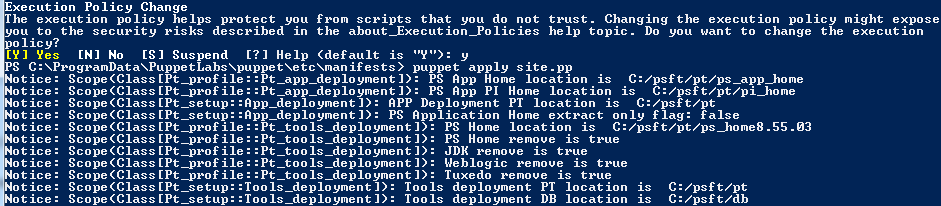 Execution Policy Change
The execution policy helps protect you from scripts that you do not trust. Changing the execution policy might expose
you to the security risks described in the about_Execution_Policies help topic. Do you want to change the execution
policy?
[Y] Yes  [N] No  [S] Suspend  [?] Help (default is "Y"): y
PS C:\ProgramData\PuppetLabs\puppet\etc\manifests> puppet apply site.pp
Notice: Scope(Class[Pt_profile::Pt_app_deployment]): PS App Home location is  C:/psft/pt/ps_app_home
Notice: Scope(Class[Pt_profile::Pt_app_deployment]): PS App PI Home location is  C:/psft/pt/pi_home
Notice: Scope(Class[Pt_setup::App_deployment]): APP Deployment PT location is  C:/psft/pt
Notice: Scope(Class[Pt_setup::App_deployment]): PS Application Home extract only flag: false
Notice: Scope(Class[Pt_profile::Pt_tools_deployment]): PS Home location is  C:/psft/pt/ps_home8.55.03
Notice: Scope(Class[Pt_profile::Pt_tools_deployment]): PS Home remove is true
Notice: Scope(Class[Pt_profile::Pt_tools_deployment]): JDK remove is true
Notice: Scope(Class[Pt_profile::Pt_tools_deployment]): Weblogic remove is true
Notice: Scope(Class[Pt_profile::Pt_tools_deployment]): Tuxedo remove is true
Notice: Scope(Class[Pt_setup::Tools_deployment]): Tools deployment PT location is  C:/psft/pt
Notice: Scope(Class[Pt_setup::Tools_deployment]): Tools deployment DB location is  C:/psft/db